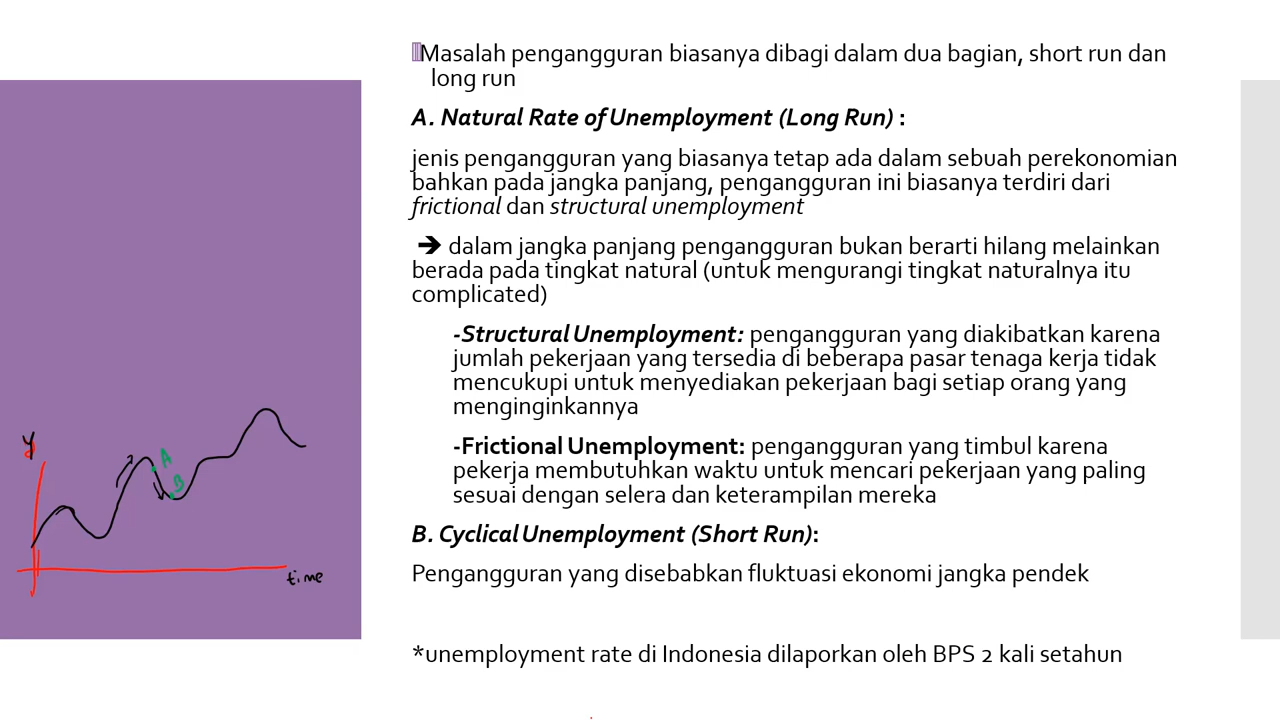 Masalah pengangguran biasanya dibagi dalam dua bagian, short run dan
long run
A. Natural Rate of Unemployment (Long Run) :
jenis pengangguran yang biasanya tetap ada dalam sebuah perekonomian
bahkan pada jangka panjang, pengangguran ini biasanya terdiri dari
frictional dan structural unemployment
➔ dalam jangka panjang pengangguran bukan berarti hilang melainkan
berada pada tingkat natural (untuk mengurangi tingkat naturalnya itu
complicated)
-Structural Unemployment: pengangguran yang diakibatkan karena
jumlah pekerjaan yang tersedia di beberapa pasar tenaga kerja tidak
mencukupi untuk menyediakan pekerjaan bagi setiap orang yang
menginginkannya
-Frictional Unemployment: pengangguran yang timbul karena
pekerja membutuhkan waktu untuk mencari pekerjaan yang paling
sesuai dengan selera dan keterampilan mereka
B. Cyclical Unemployment (Short Run):
Pengangguran yang disebabkan fluktuasi ekonomi jangka pendek
*unemployment rate di Indonesia dilaporkan oleh BPS 2 kali setahun
y
A
B
time